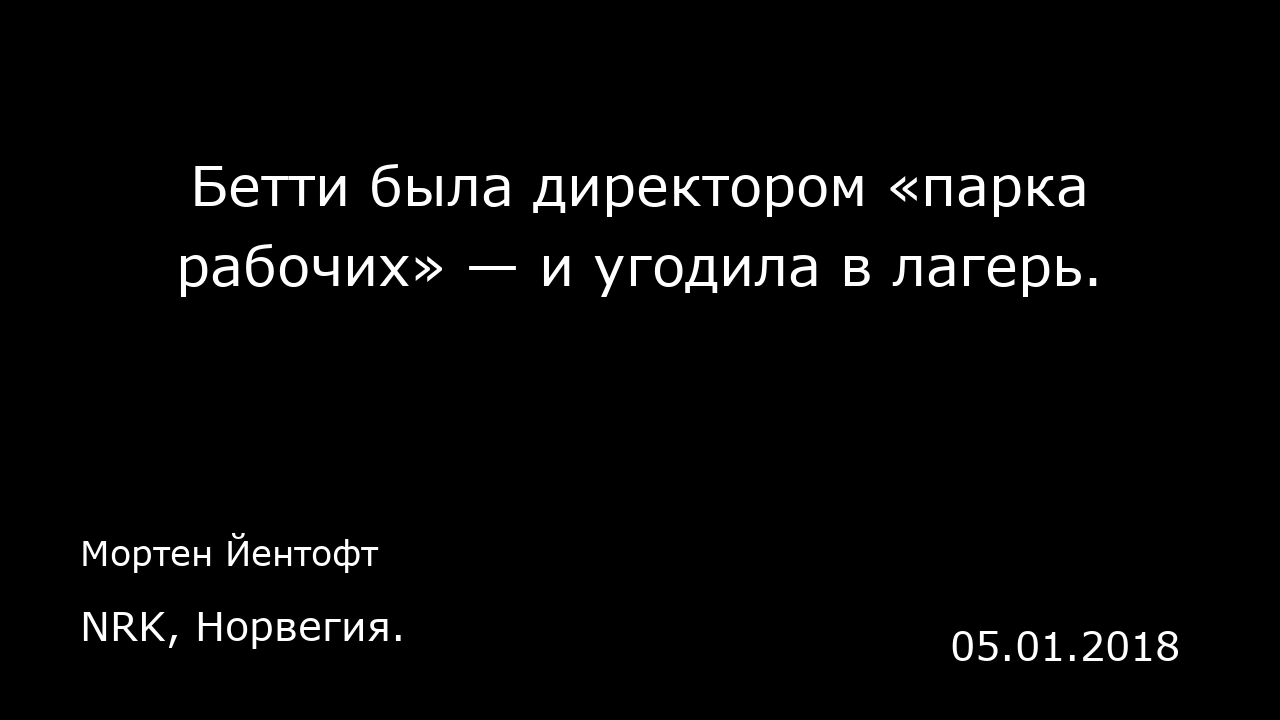 Бетти была директором «парка
рабочих» — и угодила в лагерь.
Мортен Йентофт
NRK, Норвегия.
05.01.2018